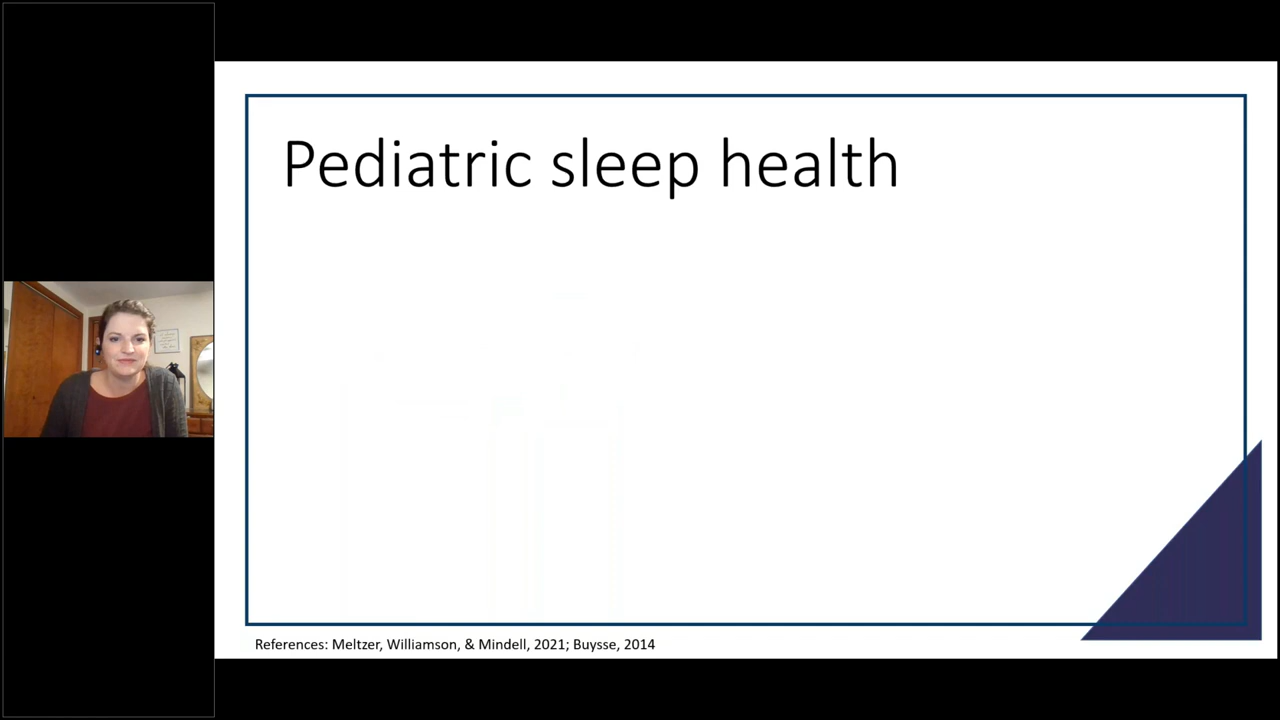 Pediatric sleep health
References: Meltzer, Williamson, & Mindell, 2021; Buysse, 2014